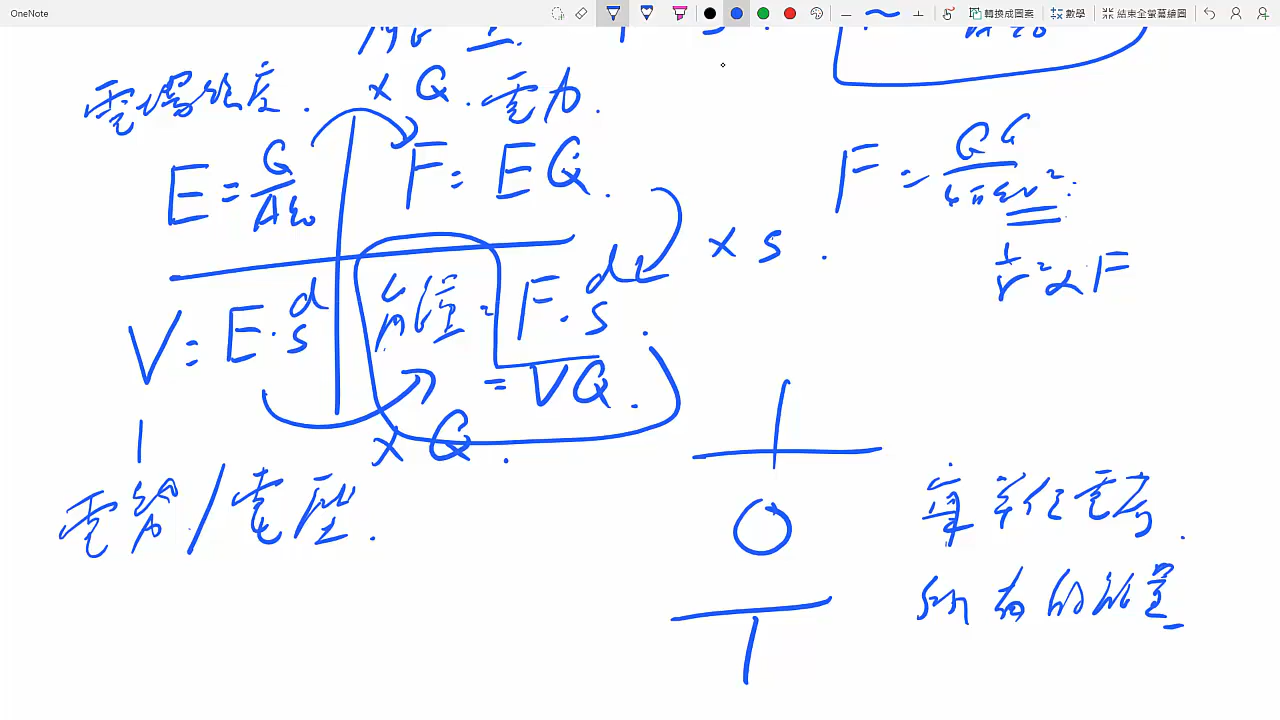 OneNote
轉換成圖案 數學 結束全螢幕繪圖
電場強度. × Q. 電力.
E = Q/Aε₀ F = EQ.
F = QQ/4πεr².
× s.
1/r² ∝ F
V = E·s d 能量 = F·s d.
= VQ.
× Q.
電勢/電壓.
每單位電荷.
所有的能量